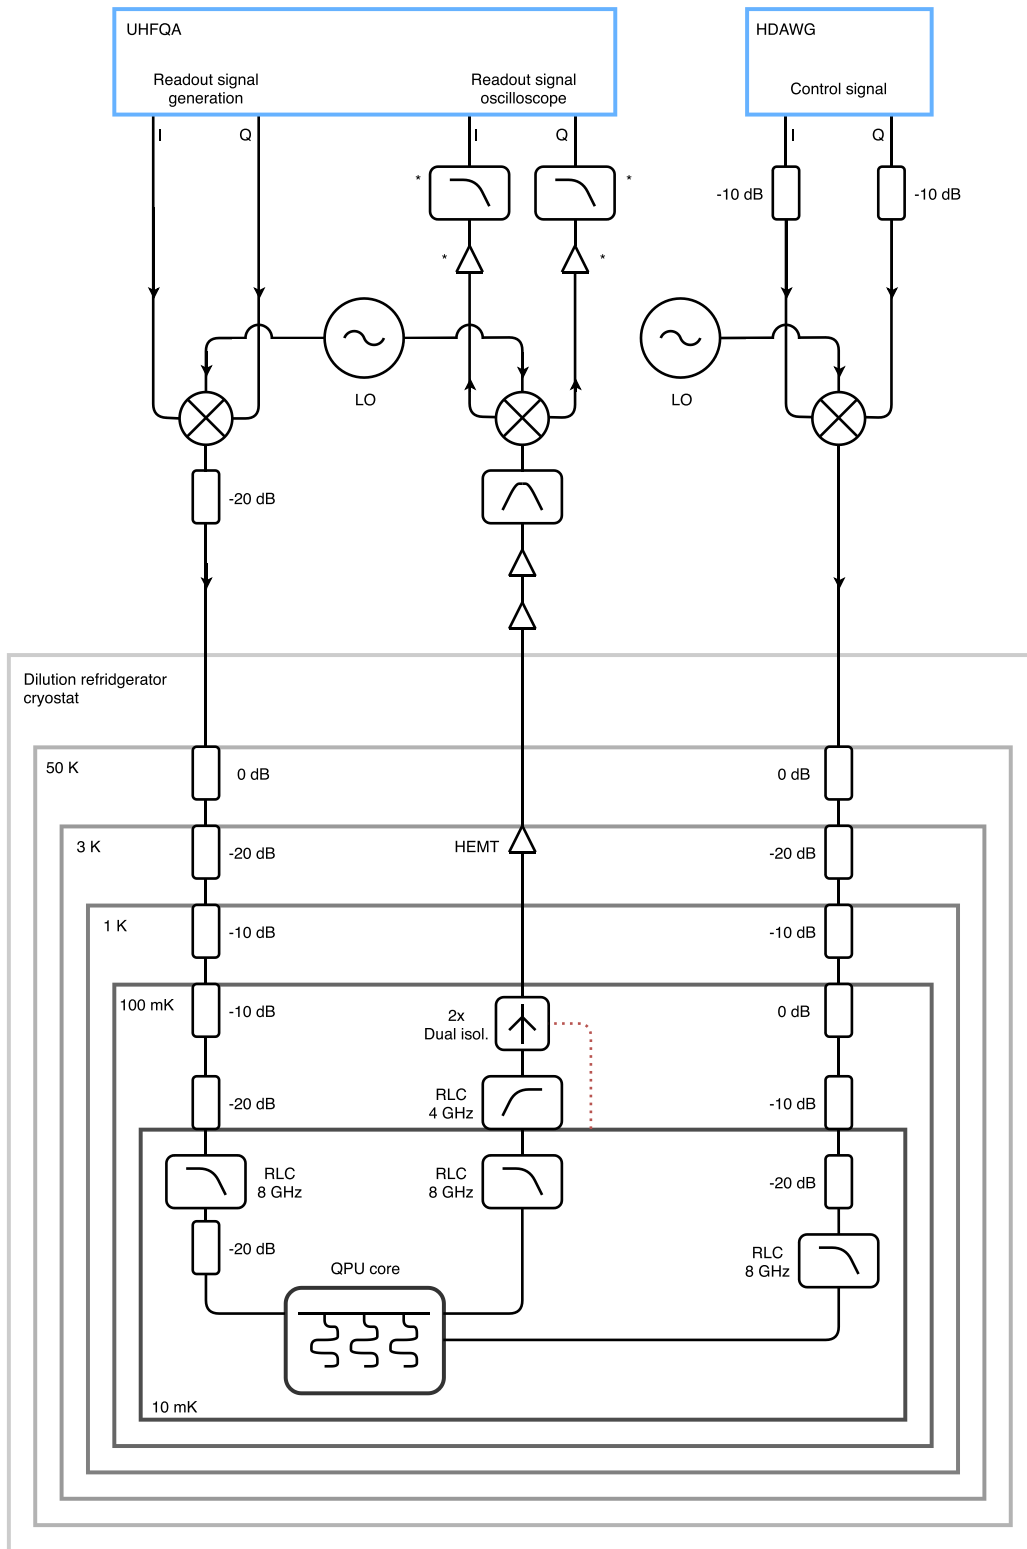 UHFQA
HDAWG
Readout signal
generation
Readout signal
oscilloscope
Control signal
I
Q
I
Q
I
Q
*
*
-10 dB
-10 dB
*
*
LO
LO
-20 dB
Dilution refridgerator
cryostat
50 K
0 dB
0 dB
3 K
-20 dB
HEMT
-20 dB
1 K
-10 dB
-10 dB
100 mK
-10 dB
2x
Dual isol.
0 dB
-20 dB
RLC
4 GHz
-10 dB
RLC
8 GHz
RLC
8 GHz
-20 dB
-20 dB
RLC
8 GHz
QPU core
10 mK